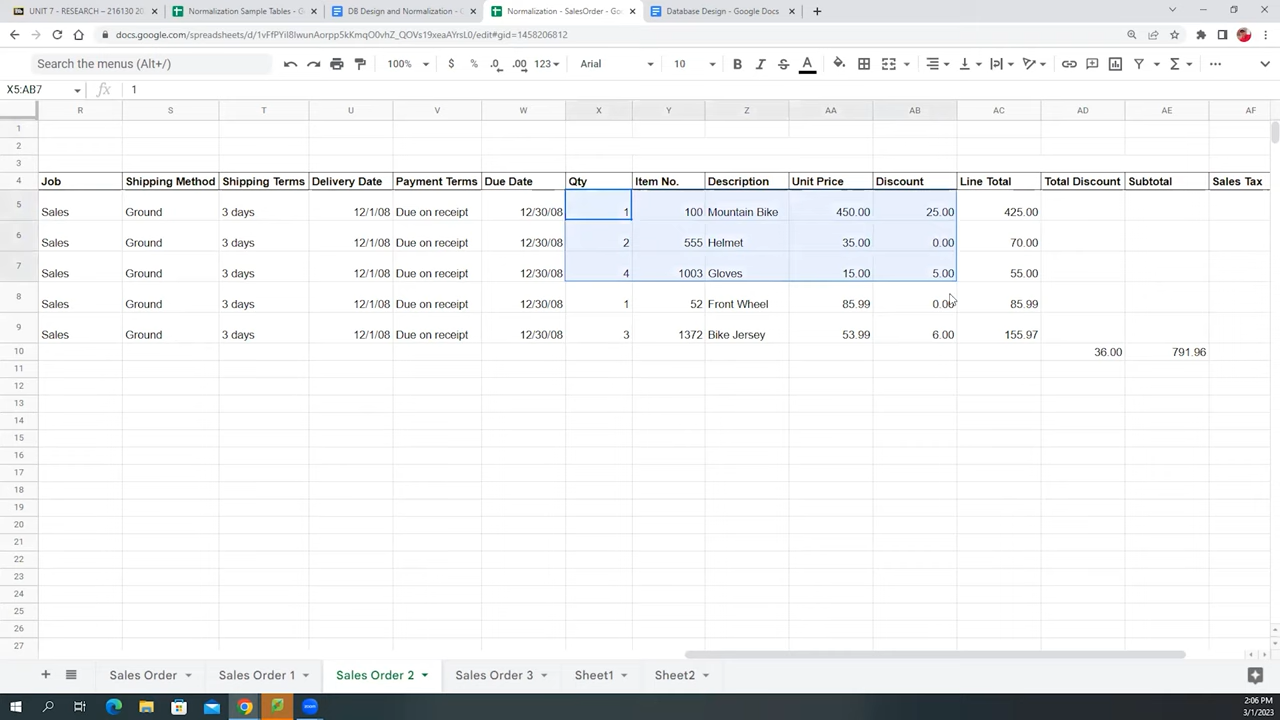 UNIT 7 - RESEARCH – 216130 20
Normalization Sample Tables - G
DB Design and Normalization -
Normalization - SalesOrder - Go
Database Design - Google Docs
docs.google.com/spreadsheets/d/1vFfPYil8IwunAorpp5kKmqO0vhZ_QOVs19xeaAYrsL0/edit#gid=1458206812
Search the menus (Alt+/) 100% $ % .0 .00 123 Arial 10 B I S A
X5:AB7 fx 1
R S T U V W X Y Z AA AB AC AD AE AF
1
2
3
4 Job Shipping Method Shipping Terms Delivery Date Payment Terms Due Date Qty Item No. Description Unit Price Discount Line Total Total Discount Subtotal Sales Tax
5 Sales Ground 3 days 12/1/08 Due on receipt 12/30/08 1 100 Mountain Bike 450.00 25.00 425.00
6 Sales Ground 3 days 12/1/08 Due on receipt 12/30/08 2 555 Helmet 35.00 0.00 70.00
7 Sales Ground 3 days 12/1/08 Due on receipt 12/30/08 4 1003 Gloves 15.00 5.00 55.00
8 Sales Ground 3 days 12/1/08 Due on receipt 12/30/08 1 52 Front Wheel 85.99 0.00 85.99
9 Sales Ground 3 days 12/1/08 Due on receipt 12/30/08 3 1372 Bike Jersey 53.99 6.00 155.97
10 36.00 791.96
11
12
13
14
15
16
17
18
19
20
21
22
23
24
25
26
27
Sales Order Sales Order 1 Sales Order 2 Sales Order 3 Sheet1 Sheet2
2:06 PM
3/1/2023